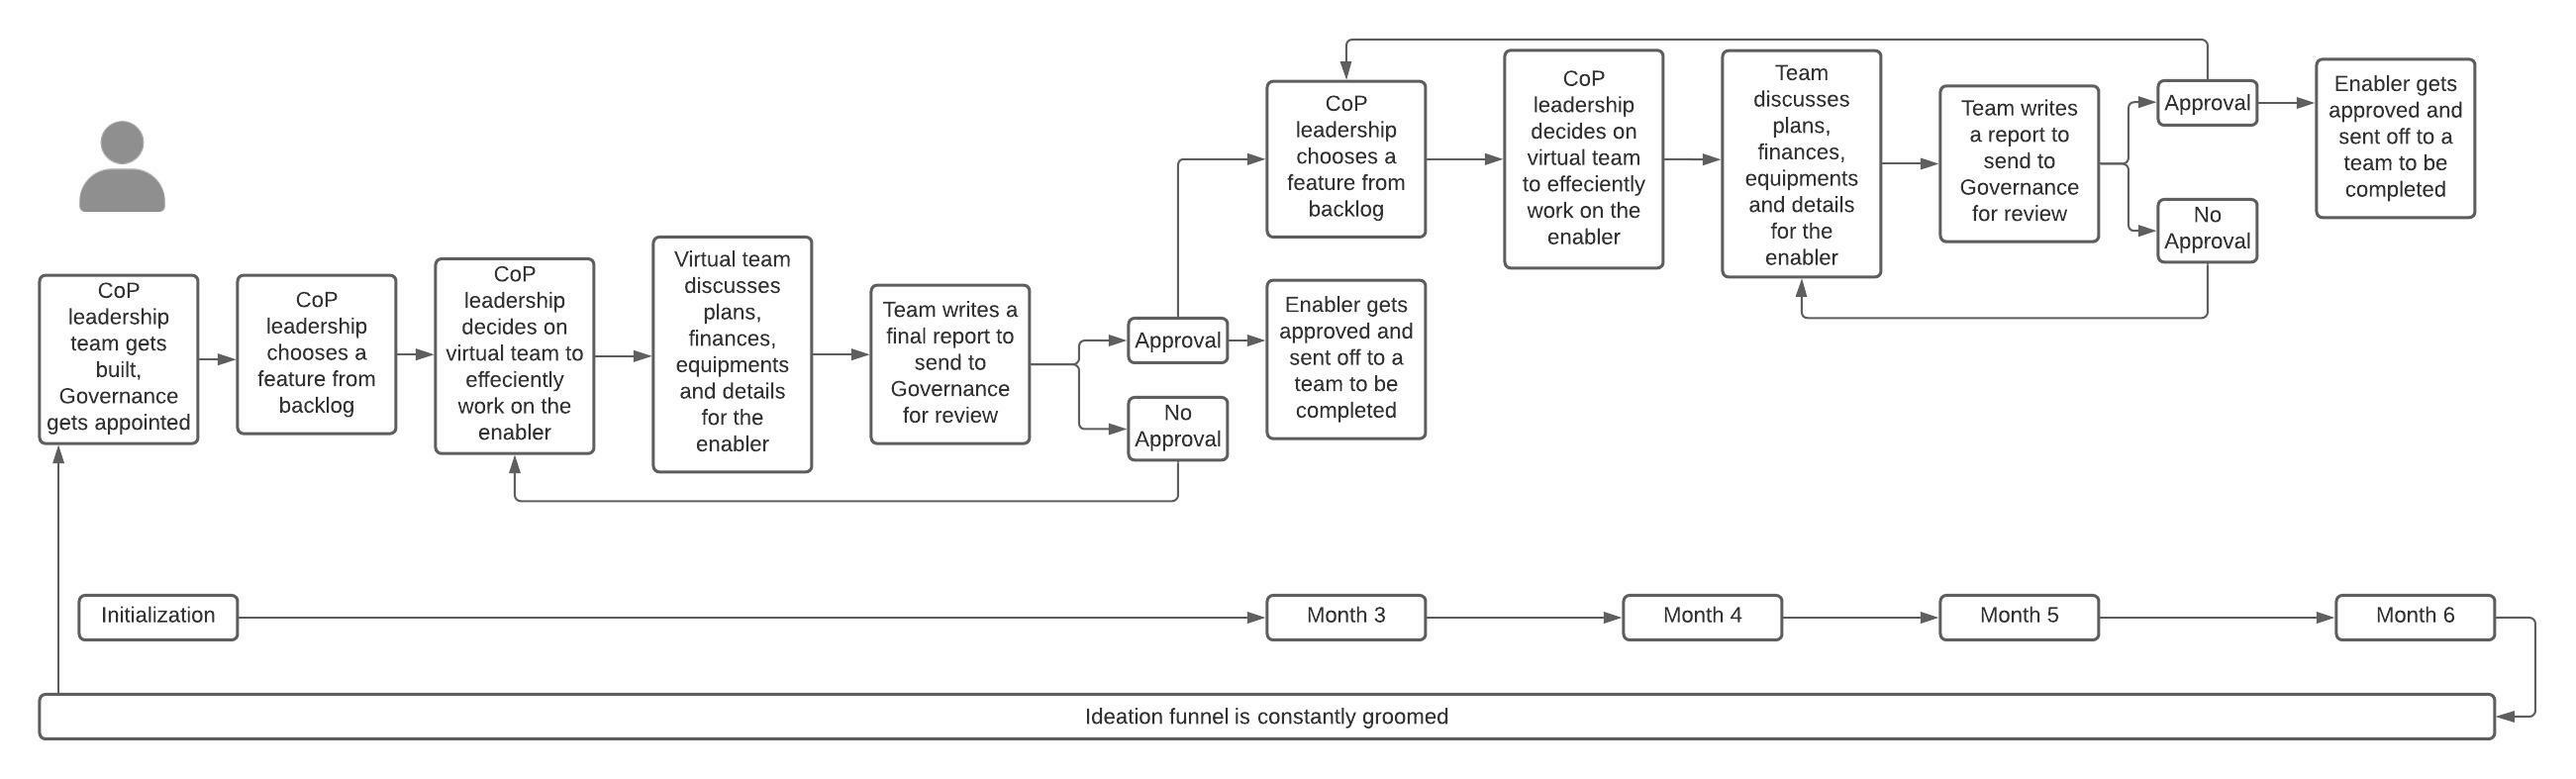 CoP
leadership
team gets
built,
Governance
gets appointed
CoP
leadership
chooses a
feature from
backlog
CoP
leadership
decides on
virtual team to
effeciently
work on the
enabler
Virtual team
discusses
plans,
finances,
equipments
and details
for the
enabler
Team writes a
final report to
send to
Governance
for review
Approval
No
Approval
Enabler gets
approved and
sent off to a
team to be
completed
CoP
leadership
chooses a
feature from
backlog
CoP
leadership
decides on
virtual team
to effeciently
work on the
enabler
Team
discusses
plans,
finances,
equipments
and details
for the
enabler
Team writes
a report to
send to
Governance
for review
Approval
No
Approval
Enabler gets
approved and
sent off to a
team to be
completed
Initialization
Month 3
Month 4
Month 5
Month 6
Ideation funnel is constantly groomed